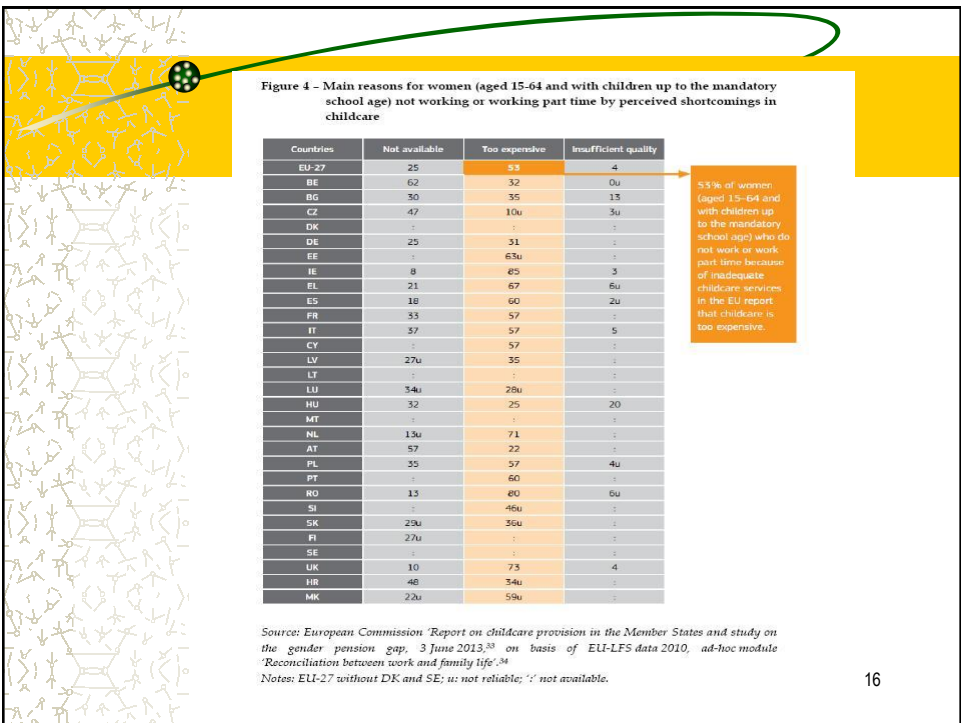 Figure 4 – Main reasons for women (aged 15-64 and with children up to the mandatory
school age) not working or working part time by perceived shortcomings in
childcare
Countries Not available Too expensive Insufficient quality
EU-27 25 53 4
BE 62 32 0u
BG 30 35 13
CZ 47 10u 3u
DK : : :
DE 25 31
EE : 63u :
IE 8 85 3
EL 21 67 6u
ES 18 60 2u
FR 33 57 :
IT 37 57 5
CY : 57 :
LV 27u 35 :
LT : : :
LU 34u 28u :
HU 32 25 20
MT : : :
NL 13u 71 :
AT 57 22 :
PL 35 57 4u
PT : 60 :
RO 13 80 6u
SI : 46u :
SK 29u 36u :
FI 27u : :
SE : : :
UK 10 73 4
HR 48 34u :
MK 22u 59u :
53% of women
(aged 15–64 and
with children up
to the mandatory
school age) who do
not work or work
part time because
of inadequate
childcare services
in the EU report
that childcare is
too expensive.
Source: European Commission 'Report on childcare provision in the Member States and study on
the gender pension gap, 3 June 2013,³³ on basis of EU-LFS data 2010, ad-hoc module
'Reconciliation between work and family life'.³⁴
Notes: EU-27 without DK and SE; u: not reliable; ':' not available.
16